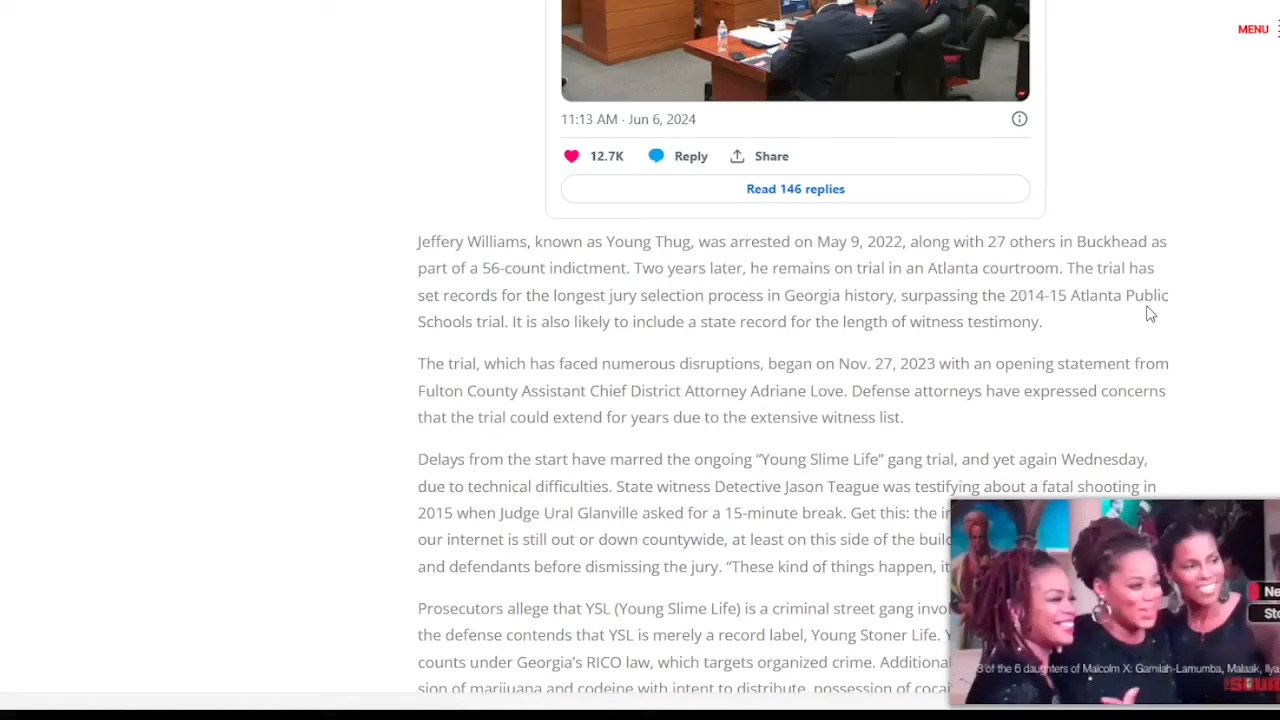 MENU
11:13 AM · Jun 6, 2024
12.7K Reply Share
Read 146 replies
Jeffery Williams, known as Young Thug, was arrested on May 9, 2022, along with 27 others in Buckhead as
part of a 56-count indictment. Two years later, he remains on trial in an Atlanta courtroom. The trial has
set records for the longest jury selection process in Georgia history, surpassing the 2014-15 Atlanta Public
Schools trial. It is also likely to include a state record for the length of witness testimony.
The trial, which has faced numerous disruptions, began on Nov. 27, 2023 with an opening statement from
Fulton County Assistant Chief District Attorney Adriane Love. Defense attorneys have expressed concerns
that the trial could extend for years due to the extensive witness list.
Delays from the start have marred the ongoing “Young Slime Life” gang trial, and yet again Wednesday,
due to technical difficulties. State witness Detective Jason Teague was testifying about a fatal shooting in
2015 when Judge Ural Glanville asked for a 15-minute break. Get this: the
our internet is still out or down countywide, at least on this side of the
and defendants before dismissing the jury. “These kind of things happen,
Prosecutors allege that YSL (Young Slime Life) is a criminal street gang
the defense contends that YSL is merely a record label, Young Stoner Life.
counts under Georgia’s RICO law, which targets organized crime.
sion of marijuana and codeine with intent to distribute, possession of
3 of the 6 daughters of Malcolm X: Gamilah-Lamumba, Malaak,